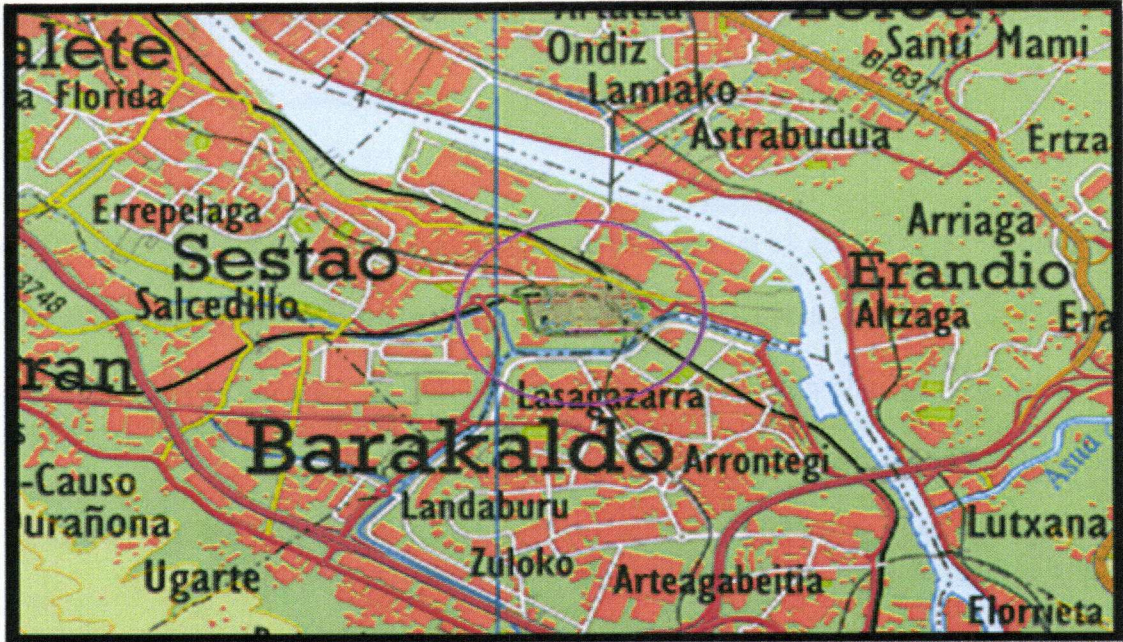 Ondiz
Santi Mami
alete
BI-637
a Florida
Lamiako
Astrabudua
Ertza
Errepelaga
Arriaga
Sestao
Erandio
3748
Salcedillo
Altzaga
Era
ran
Lasagazarra
Barakaldo
Arrontegi
Asua
-Causo
Landaburu
urañona
Lutxana
Zuloko
Ugarte
Arteagabeitia
Elorrieta